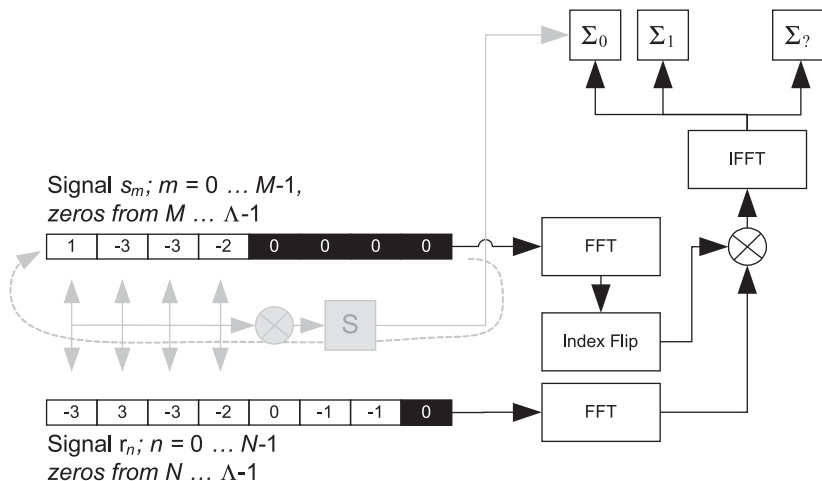 Σ0 Σ1 Σ?
IFFT
Signal sm; m = 0 ... M-1,
zeros from M ... Λ-1
1 -3 -3 -2 0 0 0 0
FFT
S
Index Flip
-3 3 -3 -2 0 -1 -1 0
FFT
Signal rn; n = 0 ... N-1
zeros from N ... Λ-1